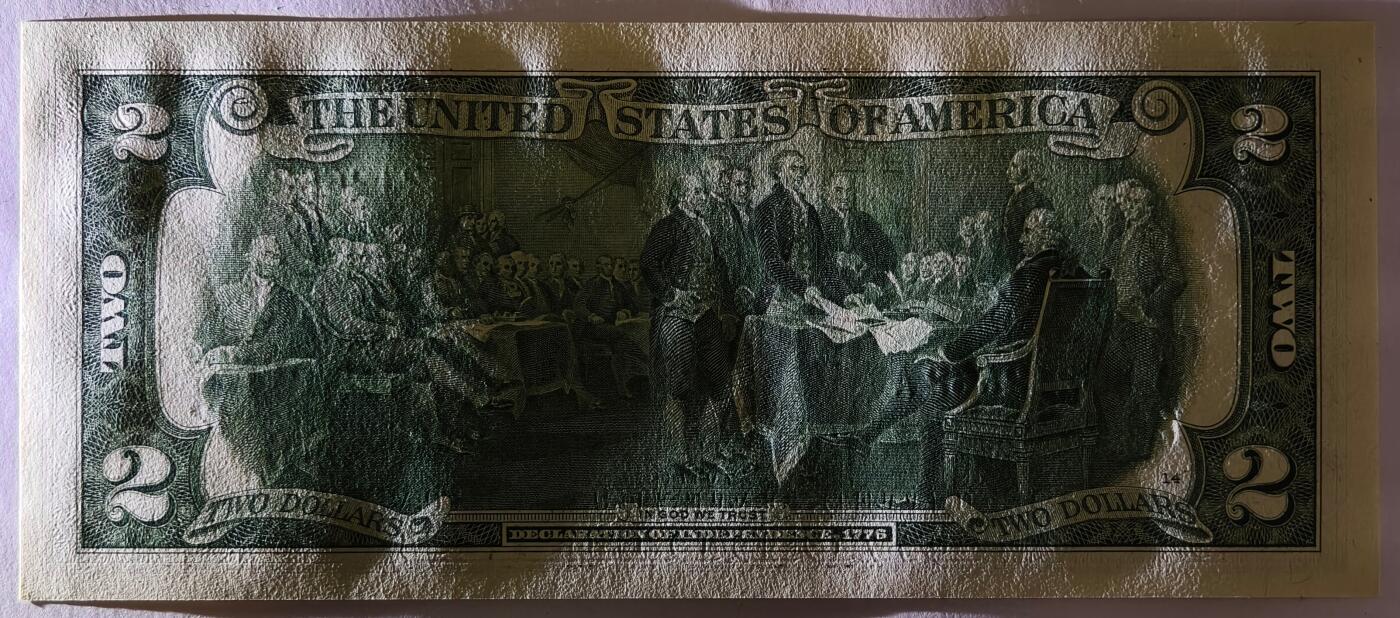 THE UNITED STATES OF AMERICA
2
2
TWO
TWO
2
2
14
TWO DOLLARS
TWO DOLLARS
IN GOD WE TRUST
DECLARATION OF INDEPENDENCE 1776